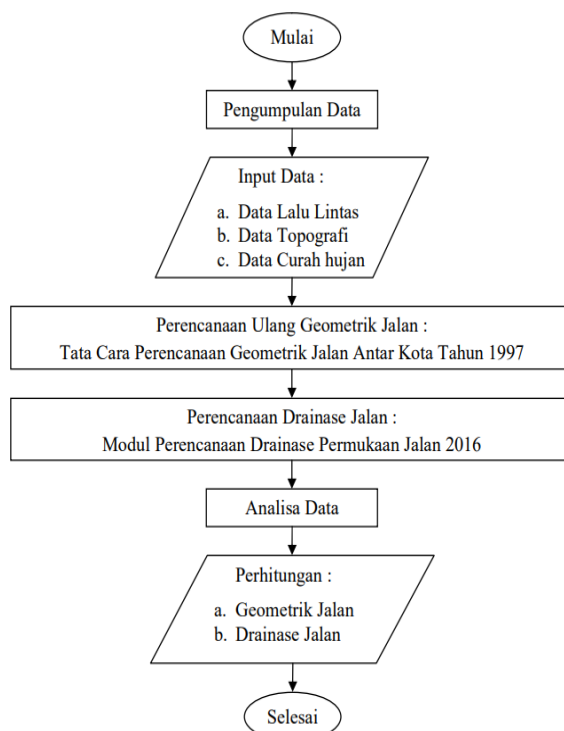 Mulai
Pengumpulan Data
Input Data :
a. Data Lalu Lintas
b. Data Topografi
c. Data Curah hujan
Perencanaan Ulang Geometrik Jalan :
Tata Cara Perencanaan Geometrik Jalan Antar Kota Tahun 1997
Perencanaan Drainase Jalan :
Modul Perencanaan Drainase Permukaan Jalan 2016
Analisa Data
Perhitungan :
a. Geometrik Jalan
b. Drainase Jalan
Selesai